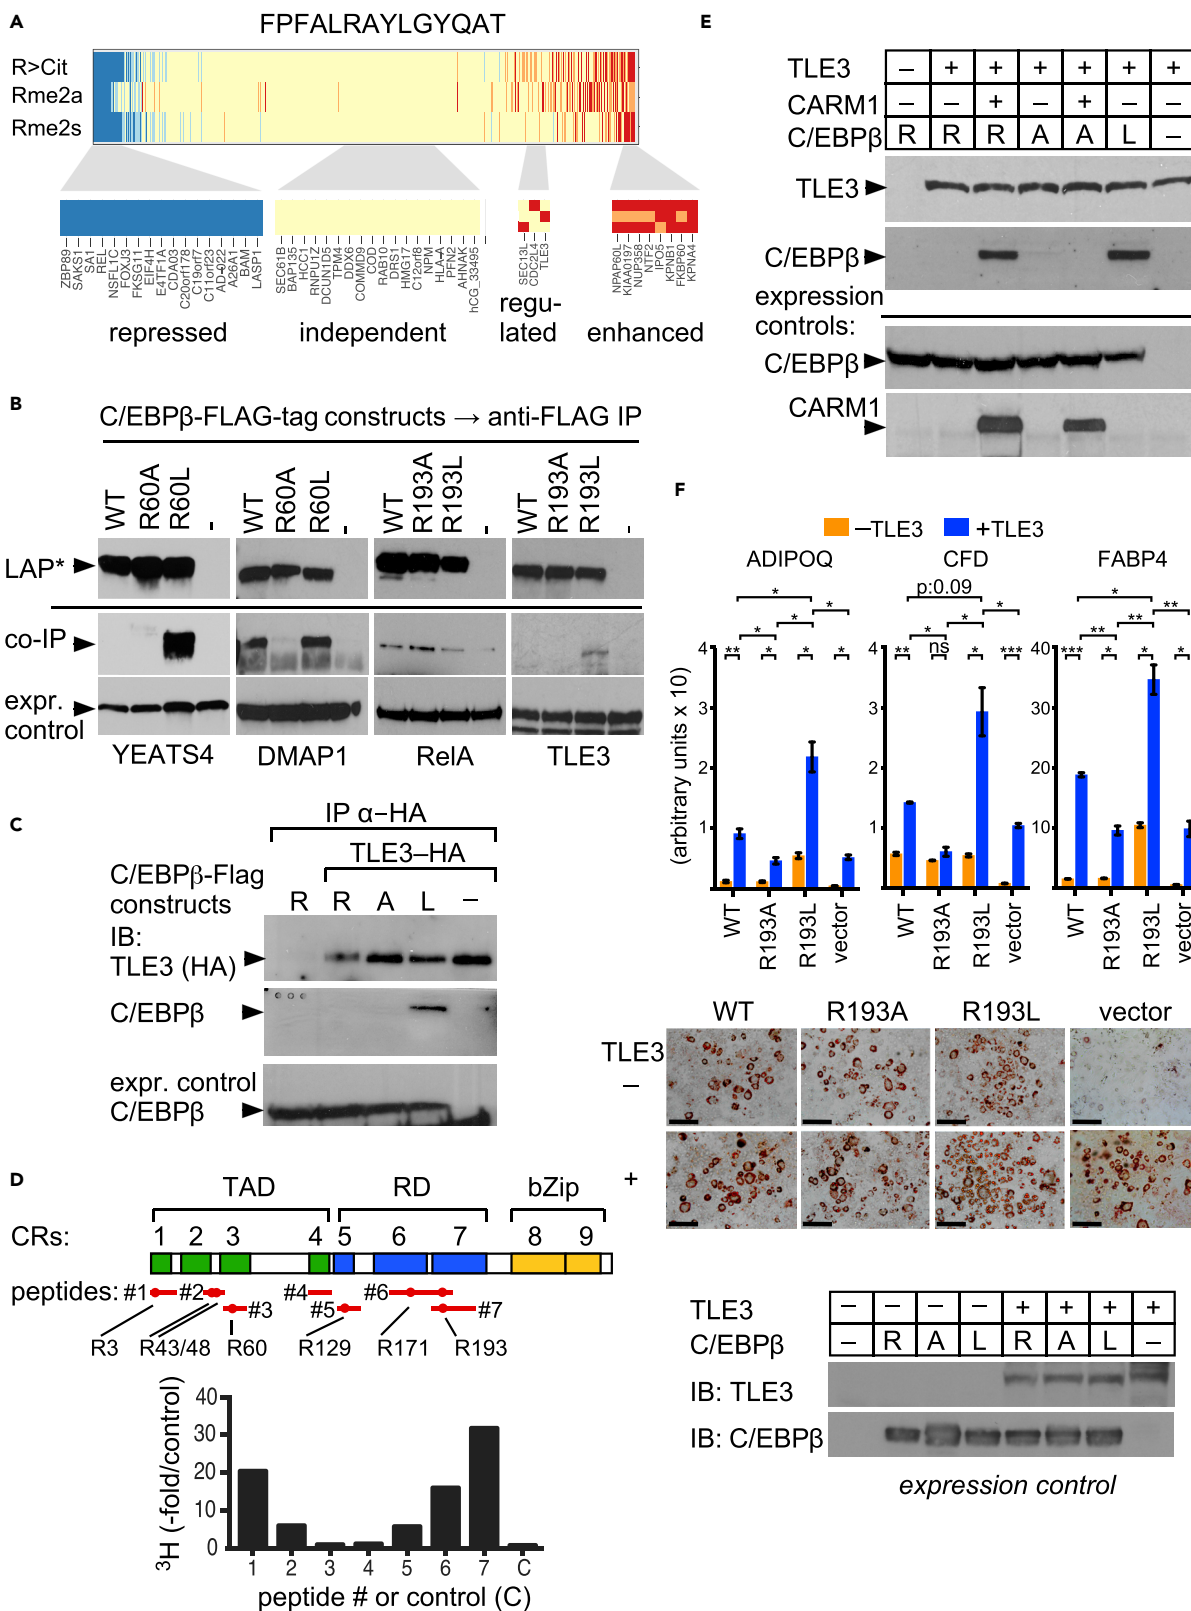 A
FPFALRAYLGYQAT
R>Cit
Rme2a
Rme2s
ZBP89
SAKS1
SA1
REL
NSFL1C
FOXJ3
FKSG11
EIF4H
E4TF1A
CDA03
C20orf178
C19orf7
C11orf23
AD-022
A26A1
BAM
LASP1
SEC61B
BAP135
HCC1
RNPU1Z
DCUN1D5
TPM4
DDX6
COMMD9
COD
RAB10
DHRS1
HMG17
C12orf8
NPM
HLA-A
PFN2
AHNAK
hCG_33495
SEC13L
CDC2L4
TLE3
NPAP60L
KIAA0197
NUP358
NTF2
IPO5
KPNB1
FKBP60
KPNA4
repressed
independent
regu-
lated
enhanced
B
C/EBPβ-FLAG-tag constructs → anti-FLAG IP
WT R60A R60L - WT R60A R60L - WT R193A R193L - WT R193A R193L -
LAP*
co-IP
expr.
control
YEATS4 DMAP1 RelA TLE3
C
IP α–HA
TLE3–HA
C/EBPβ-Flag
constructs
R R A L –
IB:
TLE3 (HA)
C/EBPβ
expr. control
C/EBPβ
D
TAD RD bZip
CRs: 1 2 3 4 5 6 7 8 9
peptides: #1 #2 #3 #4 #5 #6 #7
R3 R43/48 R60 R129 R171 R193
³H (-fold/control)
40
30
20
10
0
1 2 3 4 5 6 7 C
peptide # or control (C)
E
TLE3 – + + + + + +
CARM1 – – + – + – –
C/EBPβ R R R A A L –
TLE3
C/EBPβ
expression
controls:
C/EBPβ
CARM1
F
–TLE3 +TLE3
ADIPOQ CFD FABP4
(arbitrary units x 10)
* * * * ** * * *
4
3
2
1
WT R193A R193L vector
p:0.09 * * * ** ns * ***
4
3
2
1
WT R193A R193L vector
* ** ** ** *** * * *
40
30
20
10
WT R193A R193L vector
WT R193A R193L vector
TLE3
–
+
TLE3 – – – – + + + +
C/EBPβ – R A L R A L –
IB: TLE3
IB: C/EBPβ
expression control